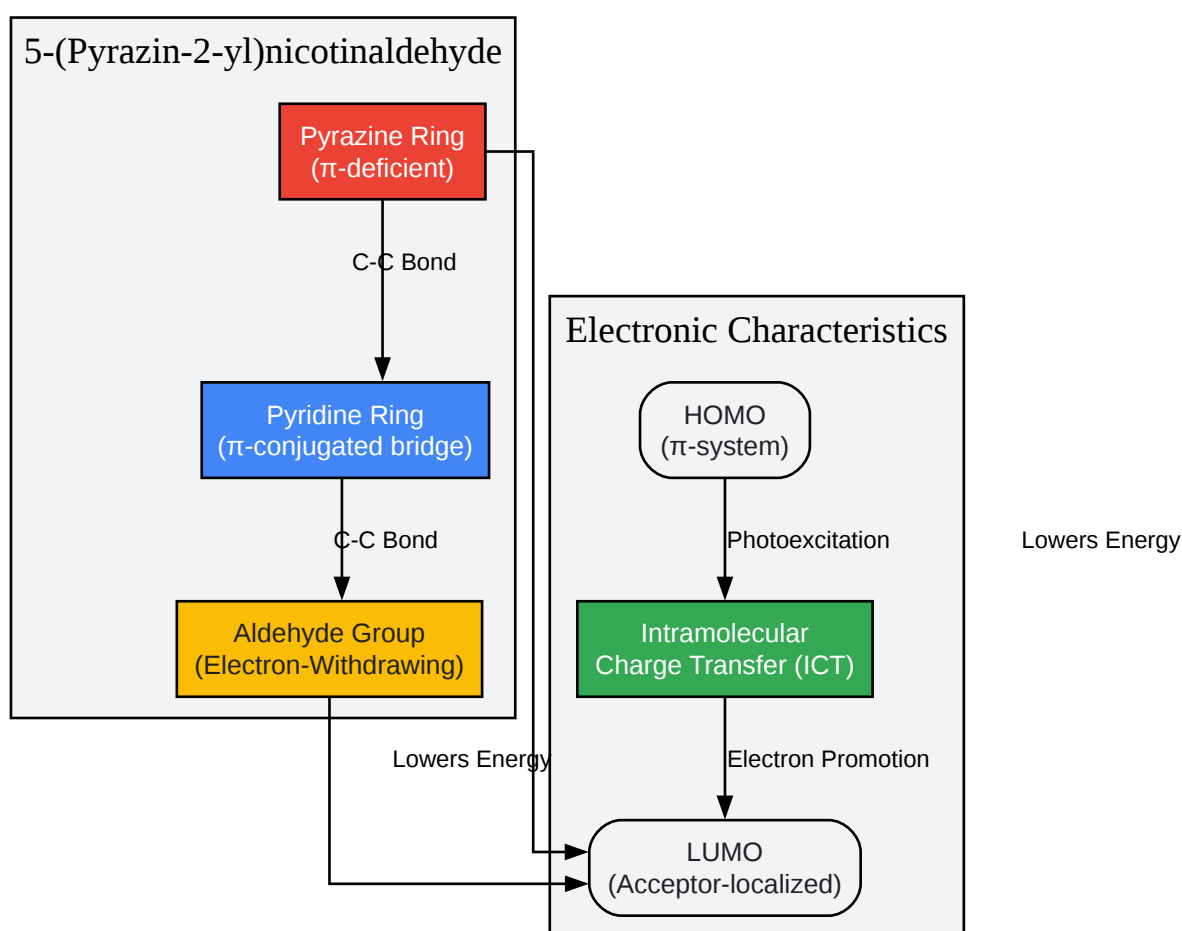 5-(Pyrazin-2-yl)nicotinaldehyde
Pyrazine Ring
(π-deficient)
C-C Bond
Pyridine Ring
(π-conjugated bridge)
C-C Bond
Aldehyde Group
(Electron-Withdrawing)
Lowers Energy
Electronic Characteristics
HOMO
(π-system)
Photoexcitation
Lowers Energy
Intramolecular
Charge Transfer (ICT)
Electron Promotion
LUMO
(Acceptor-localized)